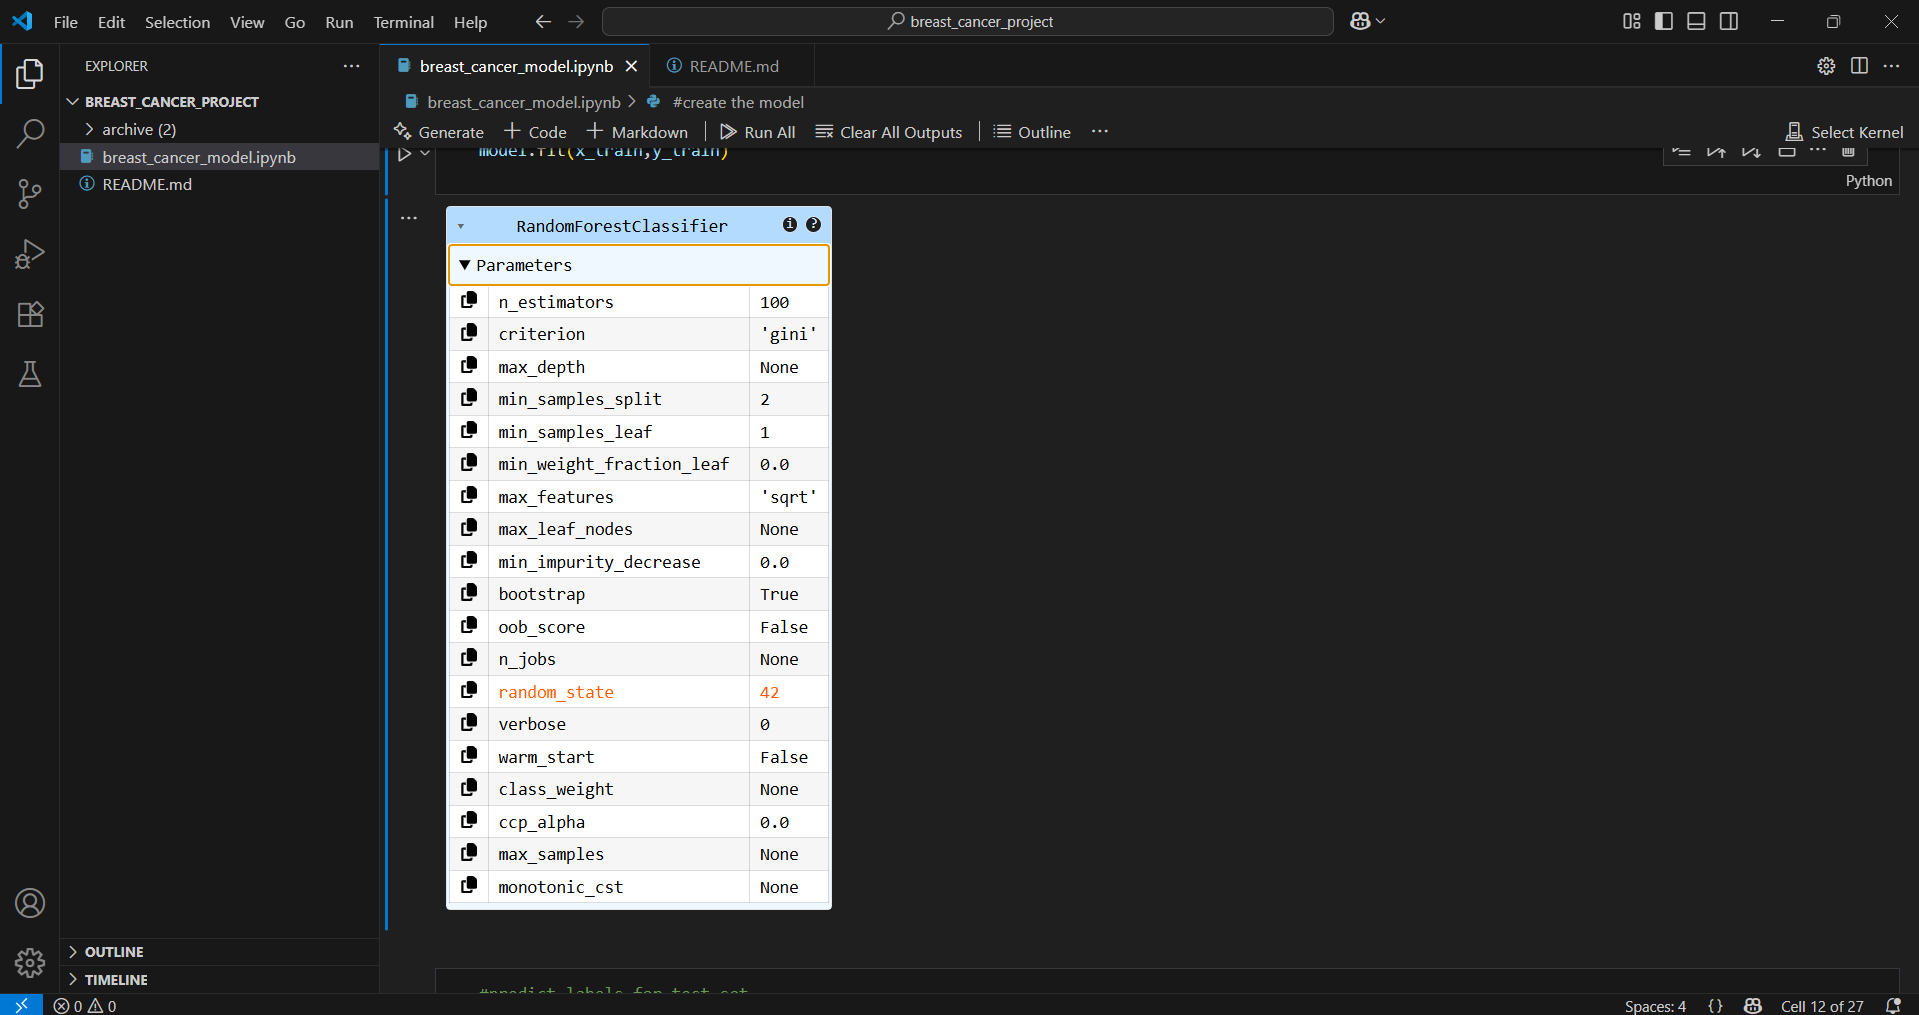 File Edit Selection View Go Run Terminal Help
breast_cancer_project
EXPLORER
BREAST_CANCER_PROJECT
archive (2)
breast_cancer_model.ipynb
README.md
OUTLINE
TIMELINE
breast_cancer_model.ipynb
README.md
breast_cancer_model.ipynb > #create the model
Generate + Code + Markdown Run All Clear All Outputs Outline ...
Select Kernel
model.fit(x_train,y_train)
Python
RandomForestClassifier
Parameters
n_estimators 100
criterion 'gini'
max_depth None
min_samples_split 2
min_samples_leaf 1
min_weight_fraction_leaf 0.0
max_features 'sqrt'
max_leaf_nodes None
min_impurity_decrease 0.0
bootstrap True
oob_score False
n_jobs None
random_state 42
verbose 0
warm_start False
class_weight None
ccp_alpha 0.0
max_samples None
monotonic_cst None
#predict labels for test set
0 0
Spaces: 4 {} Cell 12 of 27